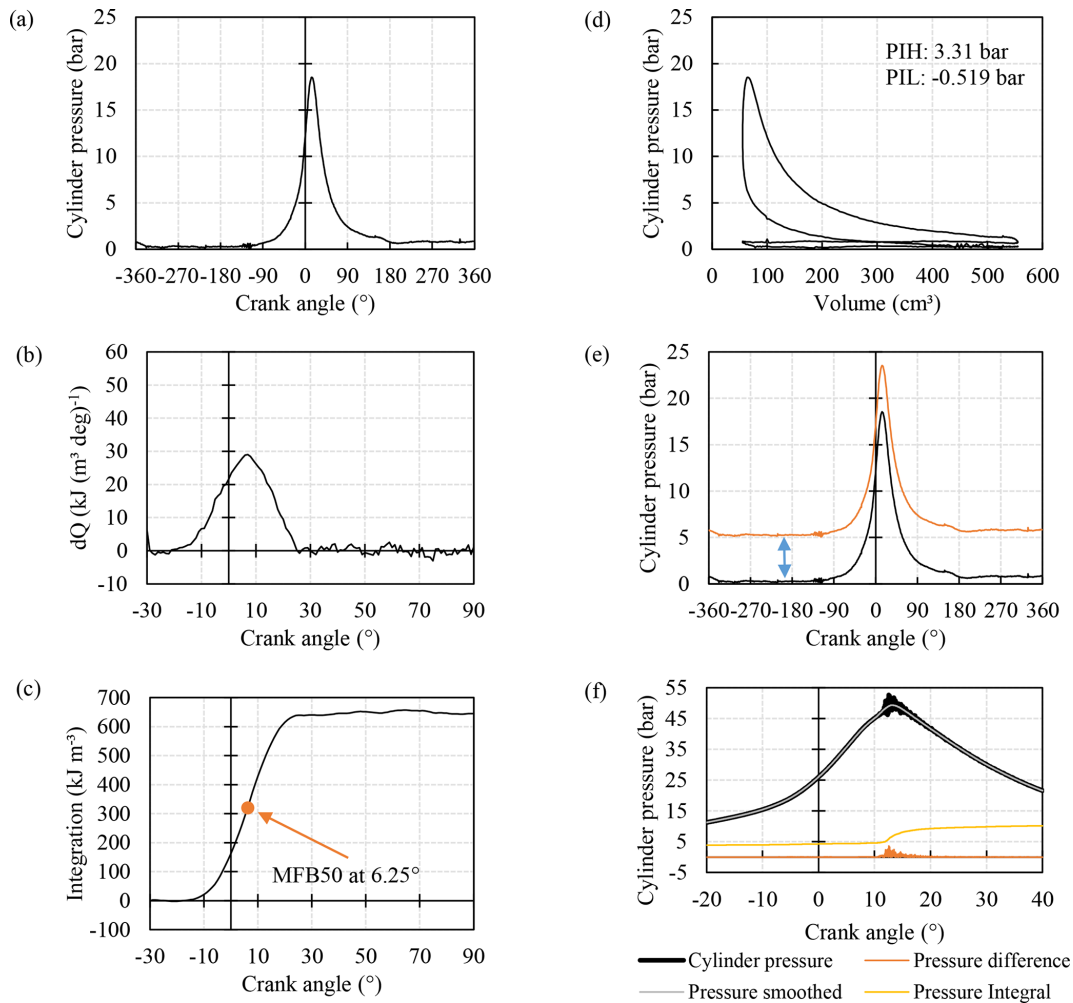 (a)
Cylinder pressure (bar)
25
20
15
10
5
0
-360 -270 -180 -90 0 90 180 270 360
Crank angle (°)
(b)
dQ (kJ (m³ deg)⁻¹)
60
50
40
30
20
10
0
-10
-30 -10 10 30 50 70 90
Crank angle (°)
(c)
Integration (kJ m⁻³)
700
600
500
400
300
200
100
0
-100
MFB50 at 6.25°
-30 -10 10 30 50 70 90
Crank angle (°)
(d)
Cylinder pressure (bar)
25
20
15
10
5
0
PIH: 3.31 bar
PIL: -0.519 bar
0 100 200 300 400 500 600
Volume (cm³)
(e)
Cylinder pressure (bar)
25
20
15
10
5
0
-360 -270 -180 -90 0 90 180 270 360
Crank angle (°)
(f)
Cylinder pressure (bar)
55
45
35
25
15
5
-5
-20 -10 0 10 20 30 40
Crank angle (°)
Cylinder pressure Pressure difference
Pressure smoothed Pressure Integral